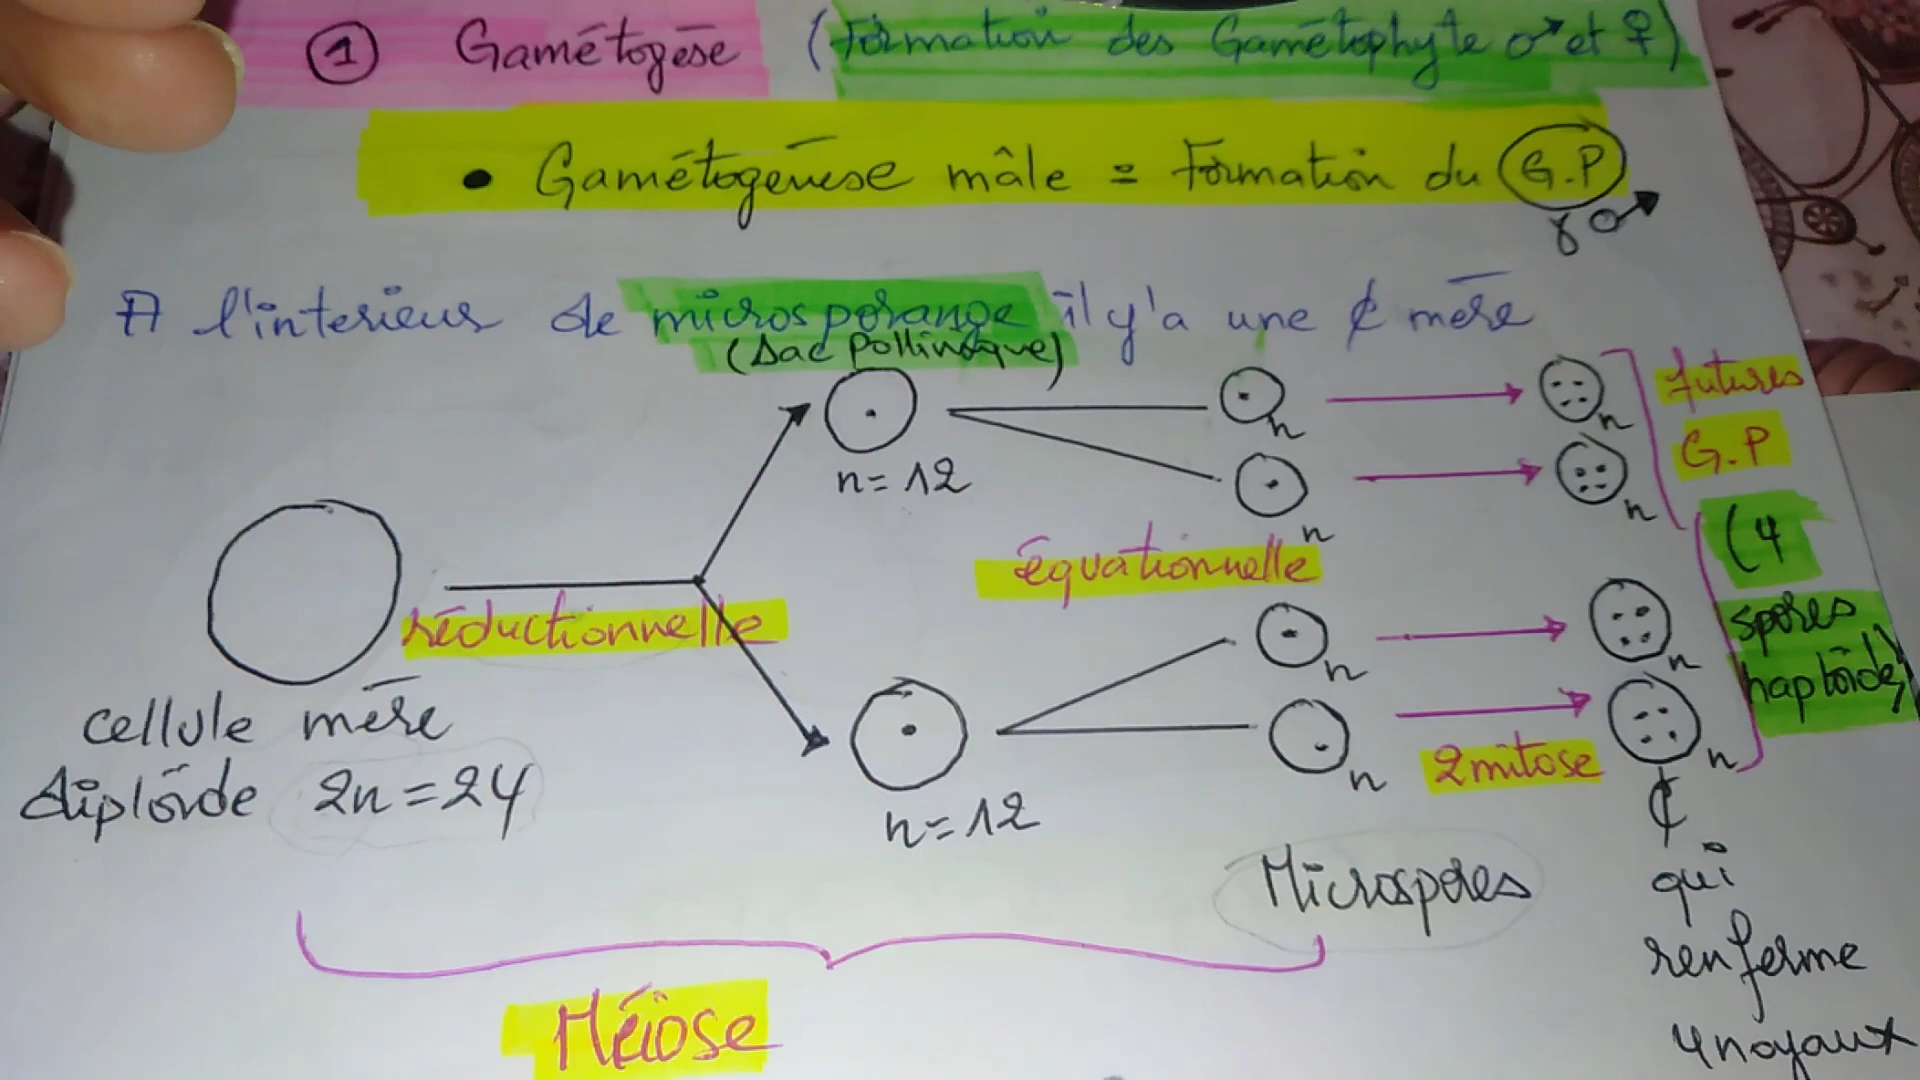 ① Gamétogèse (Formation des Gamétophyte ♂ et ♀)
• Gamétogènèse mâle = Formation du G.P
γ ♂
A l'interieur de microsporange il y'a une ₵ mère
(sac pollinique)
n = 12
n
n
n
n
futures
G.P
(4
spores
haploïde)
équationnelle
réductionnelle
cellule mère
diploïde 2n = 24
n = 12
n
n
n
n
2 mitose
Microspores
₵
qui
renferme
4 noyaux
Méiose